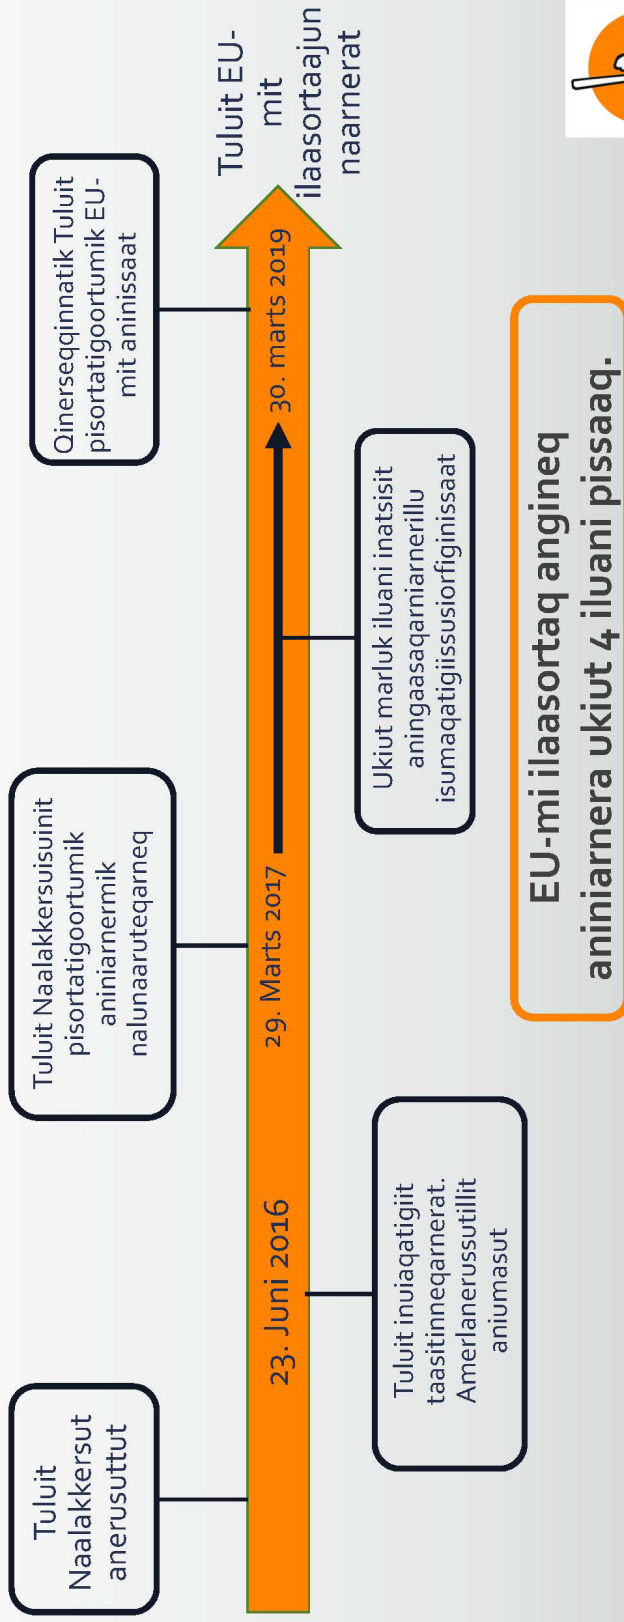 Tuluit
Naalakkersut
anerusuttut
Tuluit Naalakkersuisuinit
pisortatigoortumik
aniniarnermik
nalunaaruteqarneq
Qinerseqqinnatik Tuluit
pisortatigoortumik EU-
mit aninissaat
23. Juni 2016
29. Marts 2017
30. marts 2019
Tuluit EU-
mit
ilaasortaajun
naarnerat
Tuluit inuiaqatigiit
taasitinneqarnerat.
Amerlanerussutillit
aniumasut
Ukiut marluk iluani inatsisit
aningaasaqarniarnerillu
isumaqatigiissusiorfiginissaat
EU-mi ilaasortaq angineq
aniniarnera ukiut 4 iluani pissaaq.